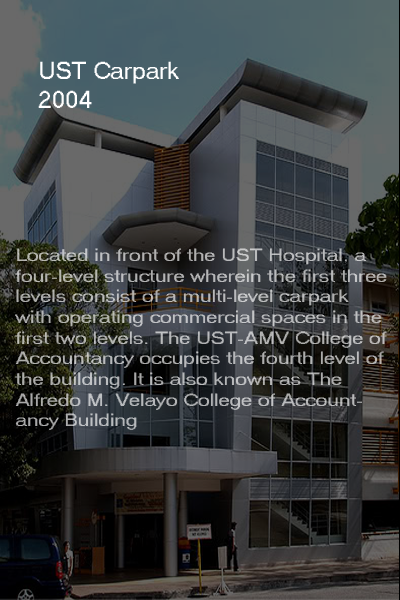 UST Carpark
2004
Located in front of the UST Hospital, a
four-level structure wherein the first three
levels consist of a multi-level carpark
with operating commercial spaces in the
first two levels. The UST-AMV College of
Accountancy occupies the fourth level of
the building. It is also known as The
Alfredo M. Velayo College of Account-
ancy Building